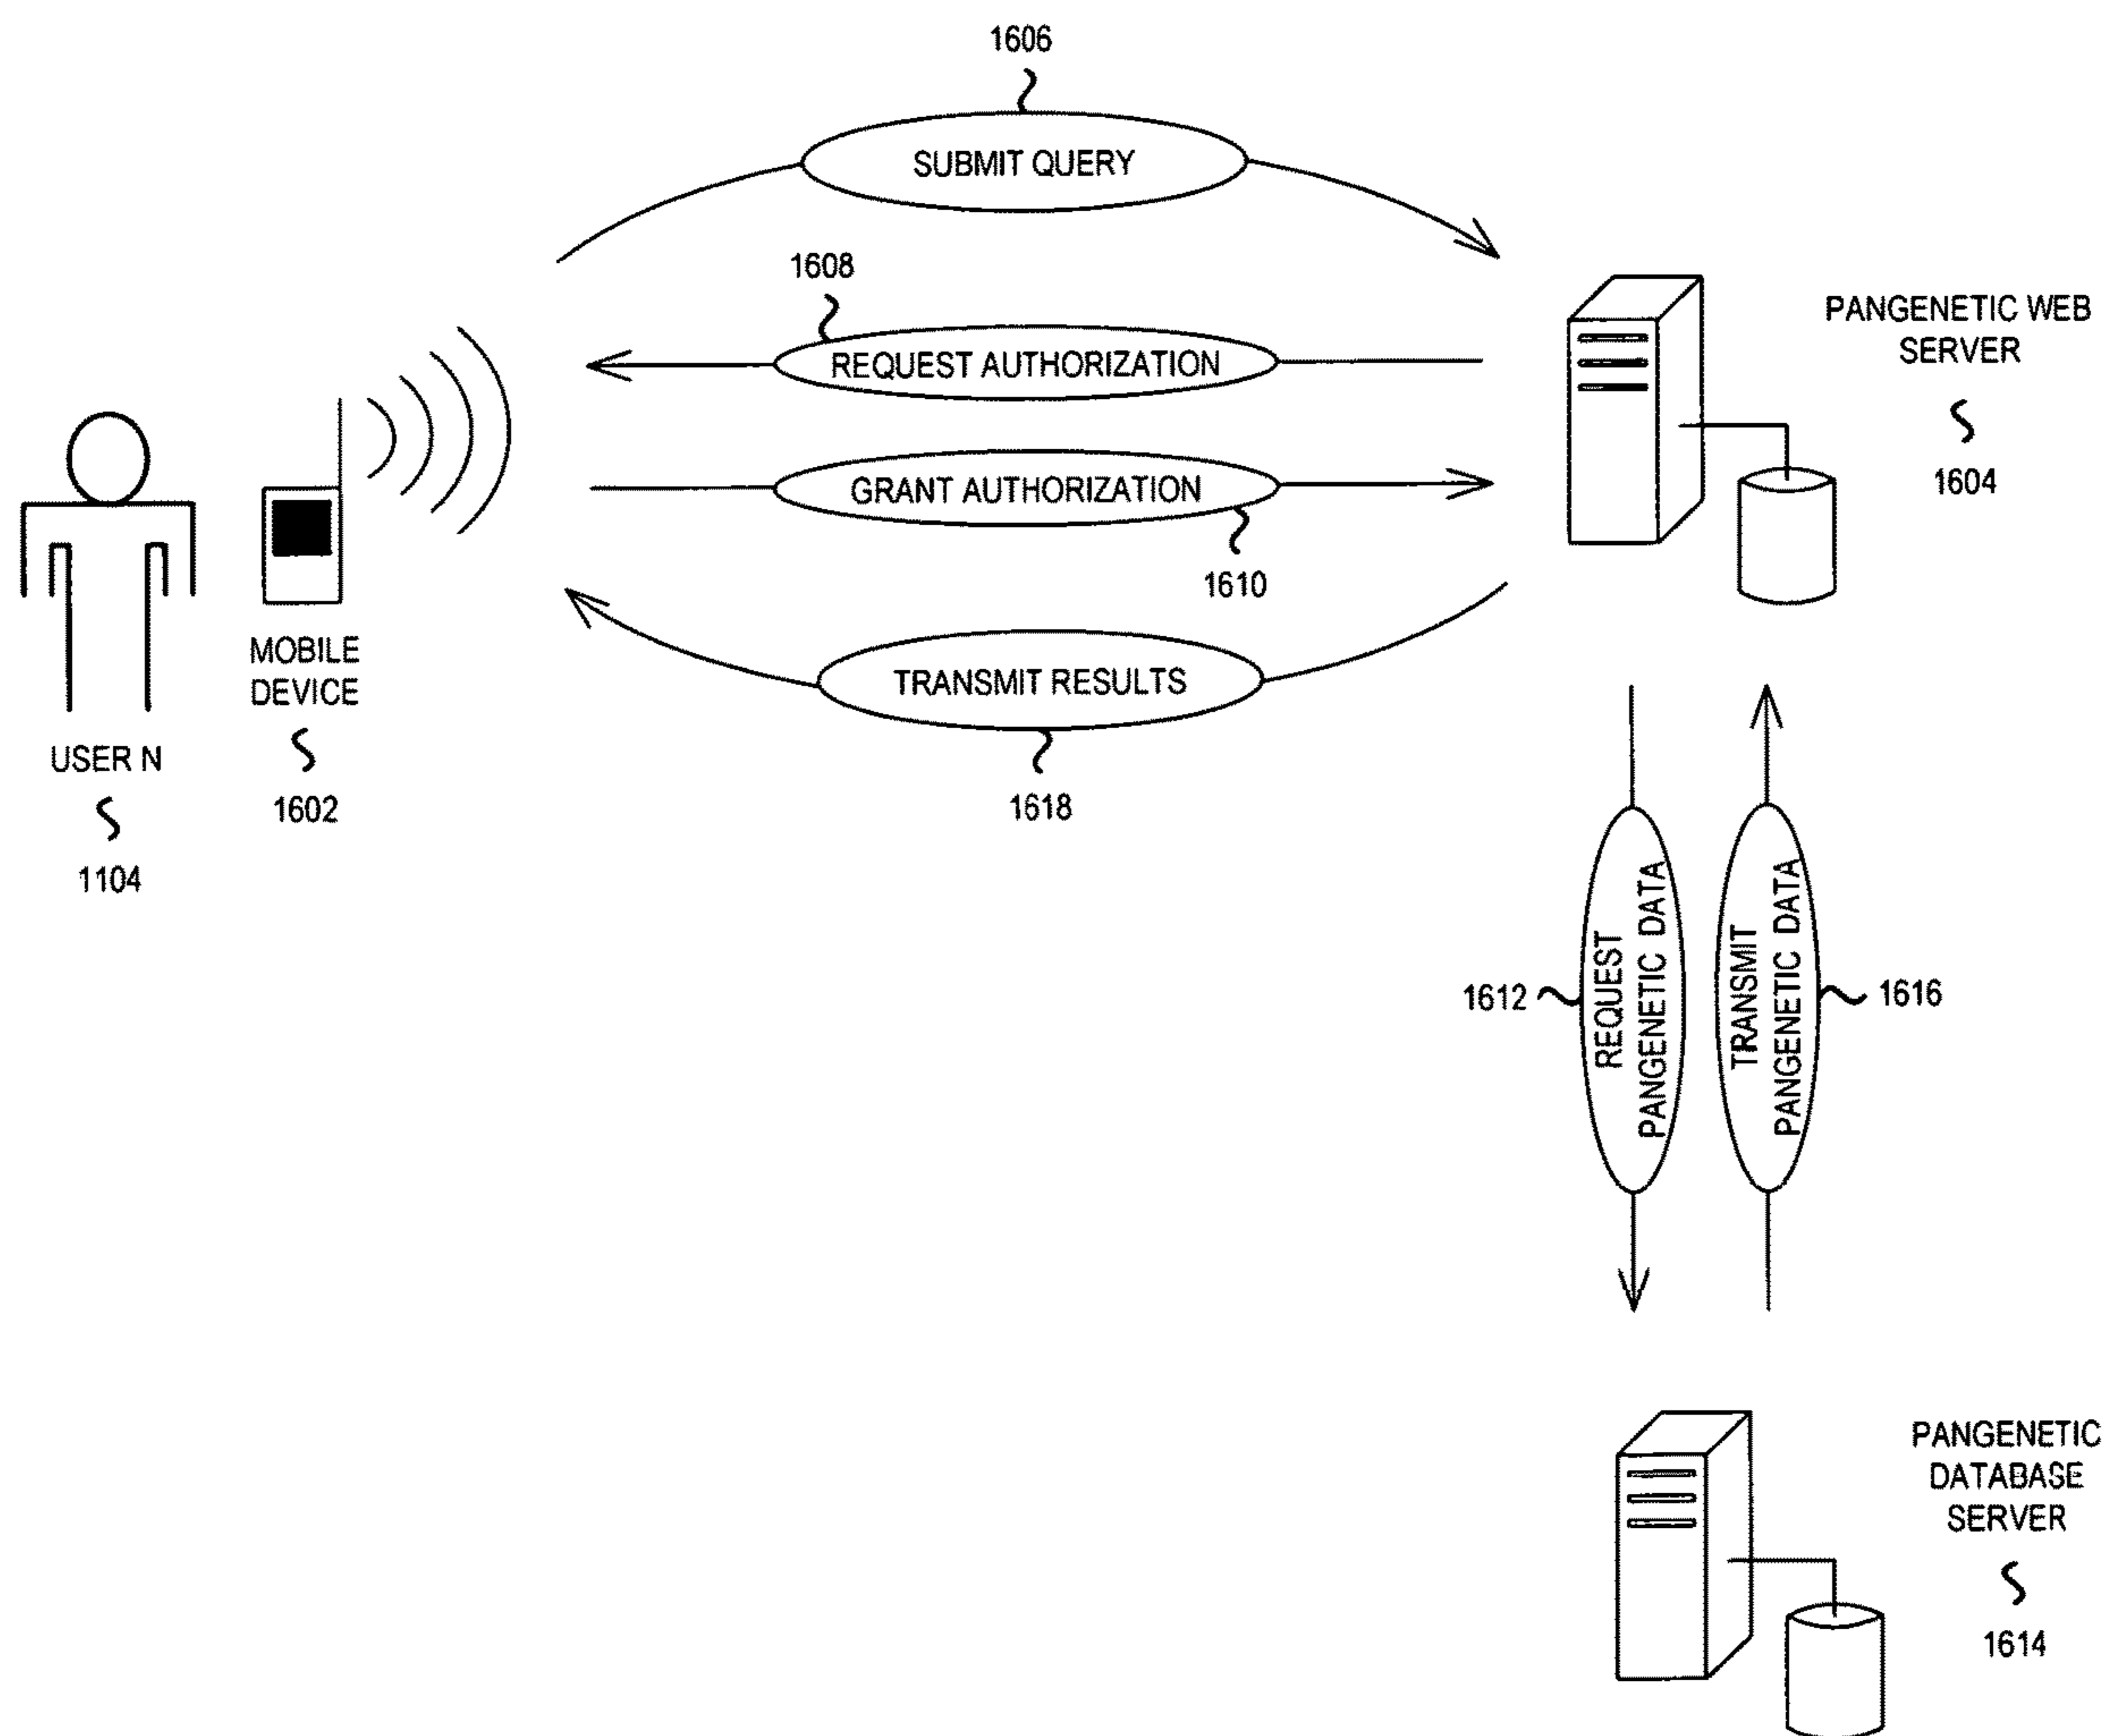 1606
SUBMIT QUERY
1608
REQUEST AUTHORIZATION
GRANT AUTHORIZATION
1610
TRANSMIT RESULTS
1618
USER N
1104
MOBILE
DEVICE
1602
PANGENETIC WEB
SERVER
1604
1612
REQUEST
PANGENETIC DATA
TRANSMIT
PANGENETIC DATA
1616
PANGENETIC
DATABASE
SERVER
1614